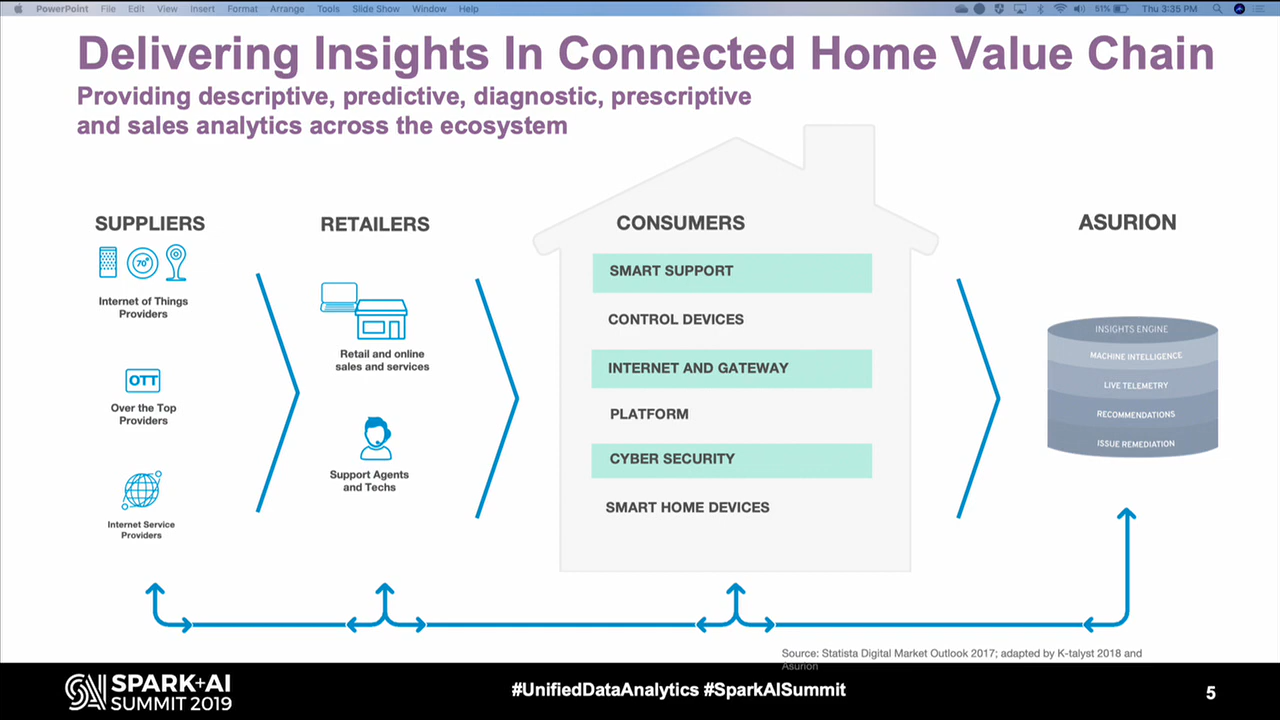 PowerPoint File Edit View Insert Format Arrange Tools Slide Show Window Help 51% Thu 3:35 PM
Delivering Insights In Connected Home Value Chain
Providing descriptive, predictive, diagnostic, prescriptive
and sales analytics across the ecosystem
SUPPLIERS
70°
Internet of Things
Providers
OTT
Over the Top
Providers
Internet Service
Providers
RETAILERS
Retail and online
sales and services
Support Agents
and Techs
CONSUMERS
SMART SUPPORT
CONTROL DEVICES
INTERNET AND GATEWAY
PLATFORM
CYBER SECURITY
SMART HOME DEVICES
ASURION
INSIGHTS ENGINE
MACHINE INTELLIGENCE
LIVE TELEMETRY
RECOMMENDATIONS
ISSUE REMEDIATION
Source: Statista Digital Market Outlook 2017; adapted by K-talyst 2018 and
Asurion
SPARK+AI
SUMMIT 2019
#UnifiedDataAnalytics #SparkAISummit
5